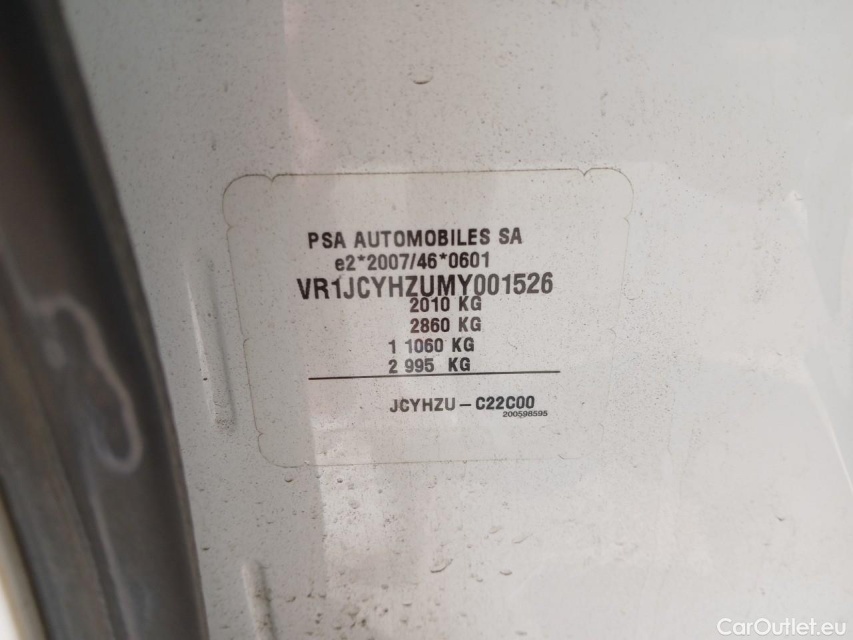 PSA AUTOMOBILES SA
e2*2007/46*0601
VR1JCYHZUMY001526
2010 KG
2860 KG
1 1060 KG
2 995 KG
JCYHZU - C22C00
200598595
CarOutlet.eu